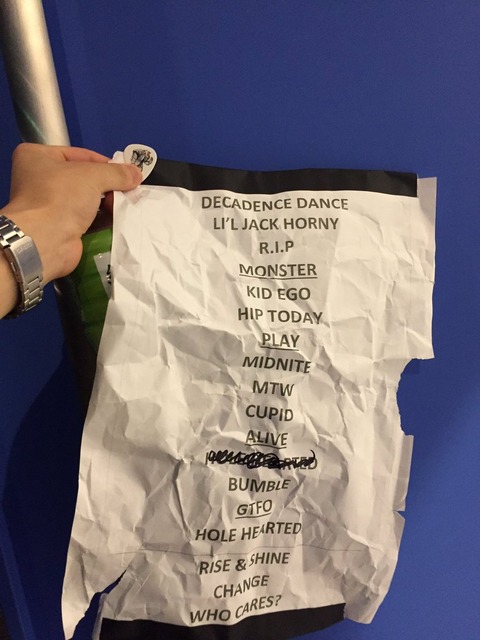 DECADENCE DANCE
LI'L JACK HORNY
R.I.P
MONSTER
KID EGO
HIP TODAY
PLAY
MIDNITE
MTW
CUPID
ALIVE
BUMBLE
GTFO
HOLE HEARTED
RISE & SHINE
CHANGE
WHO CARES?